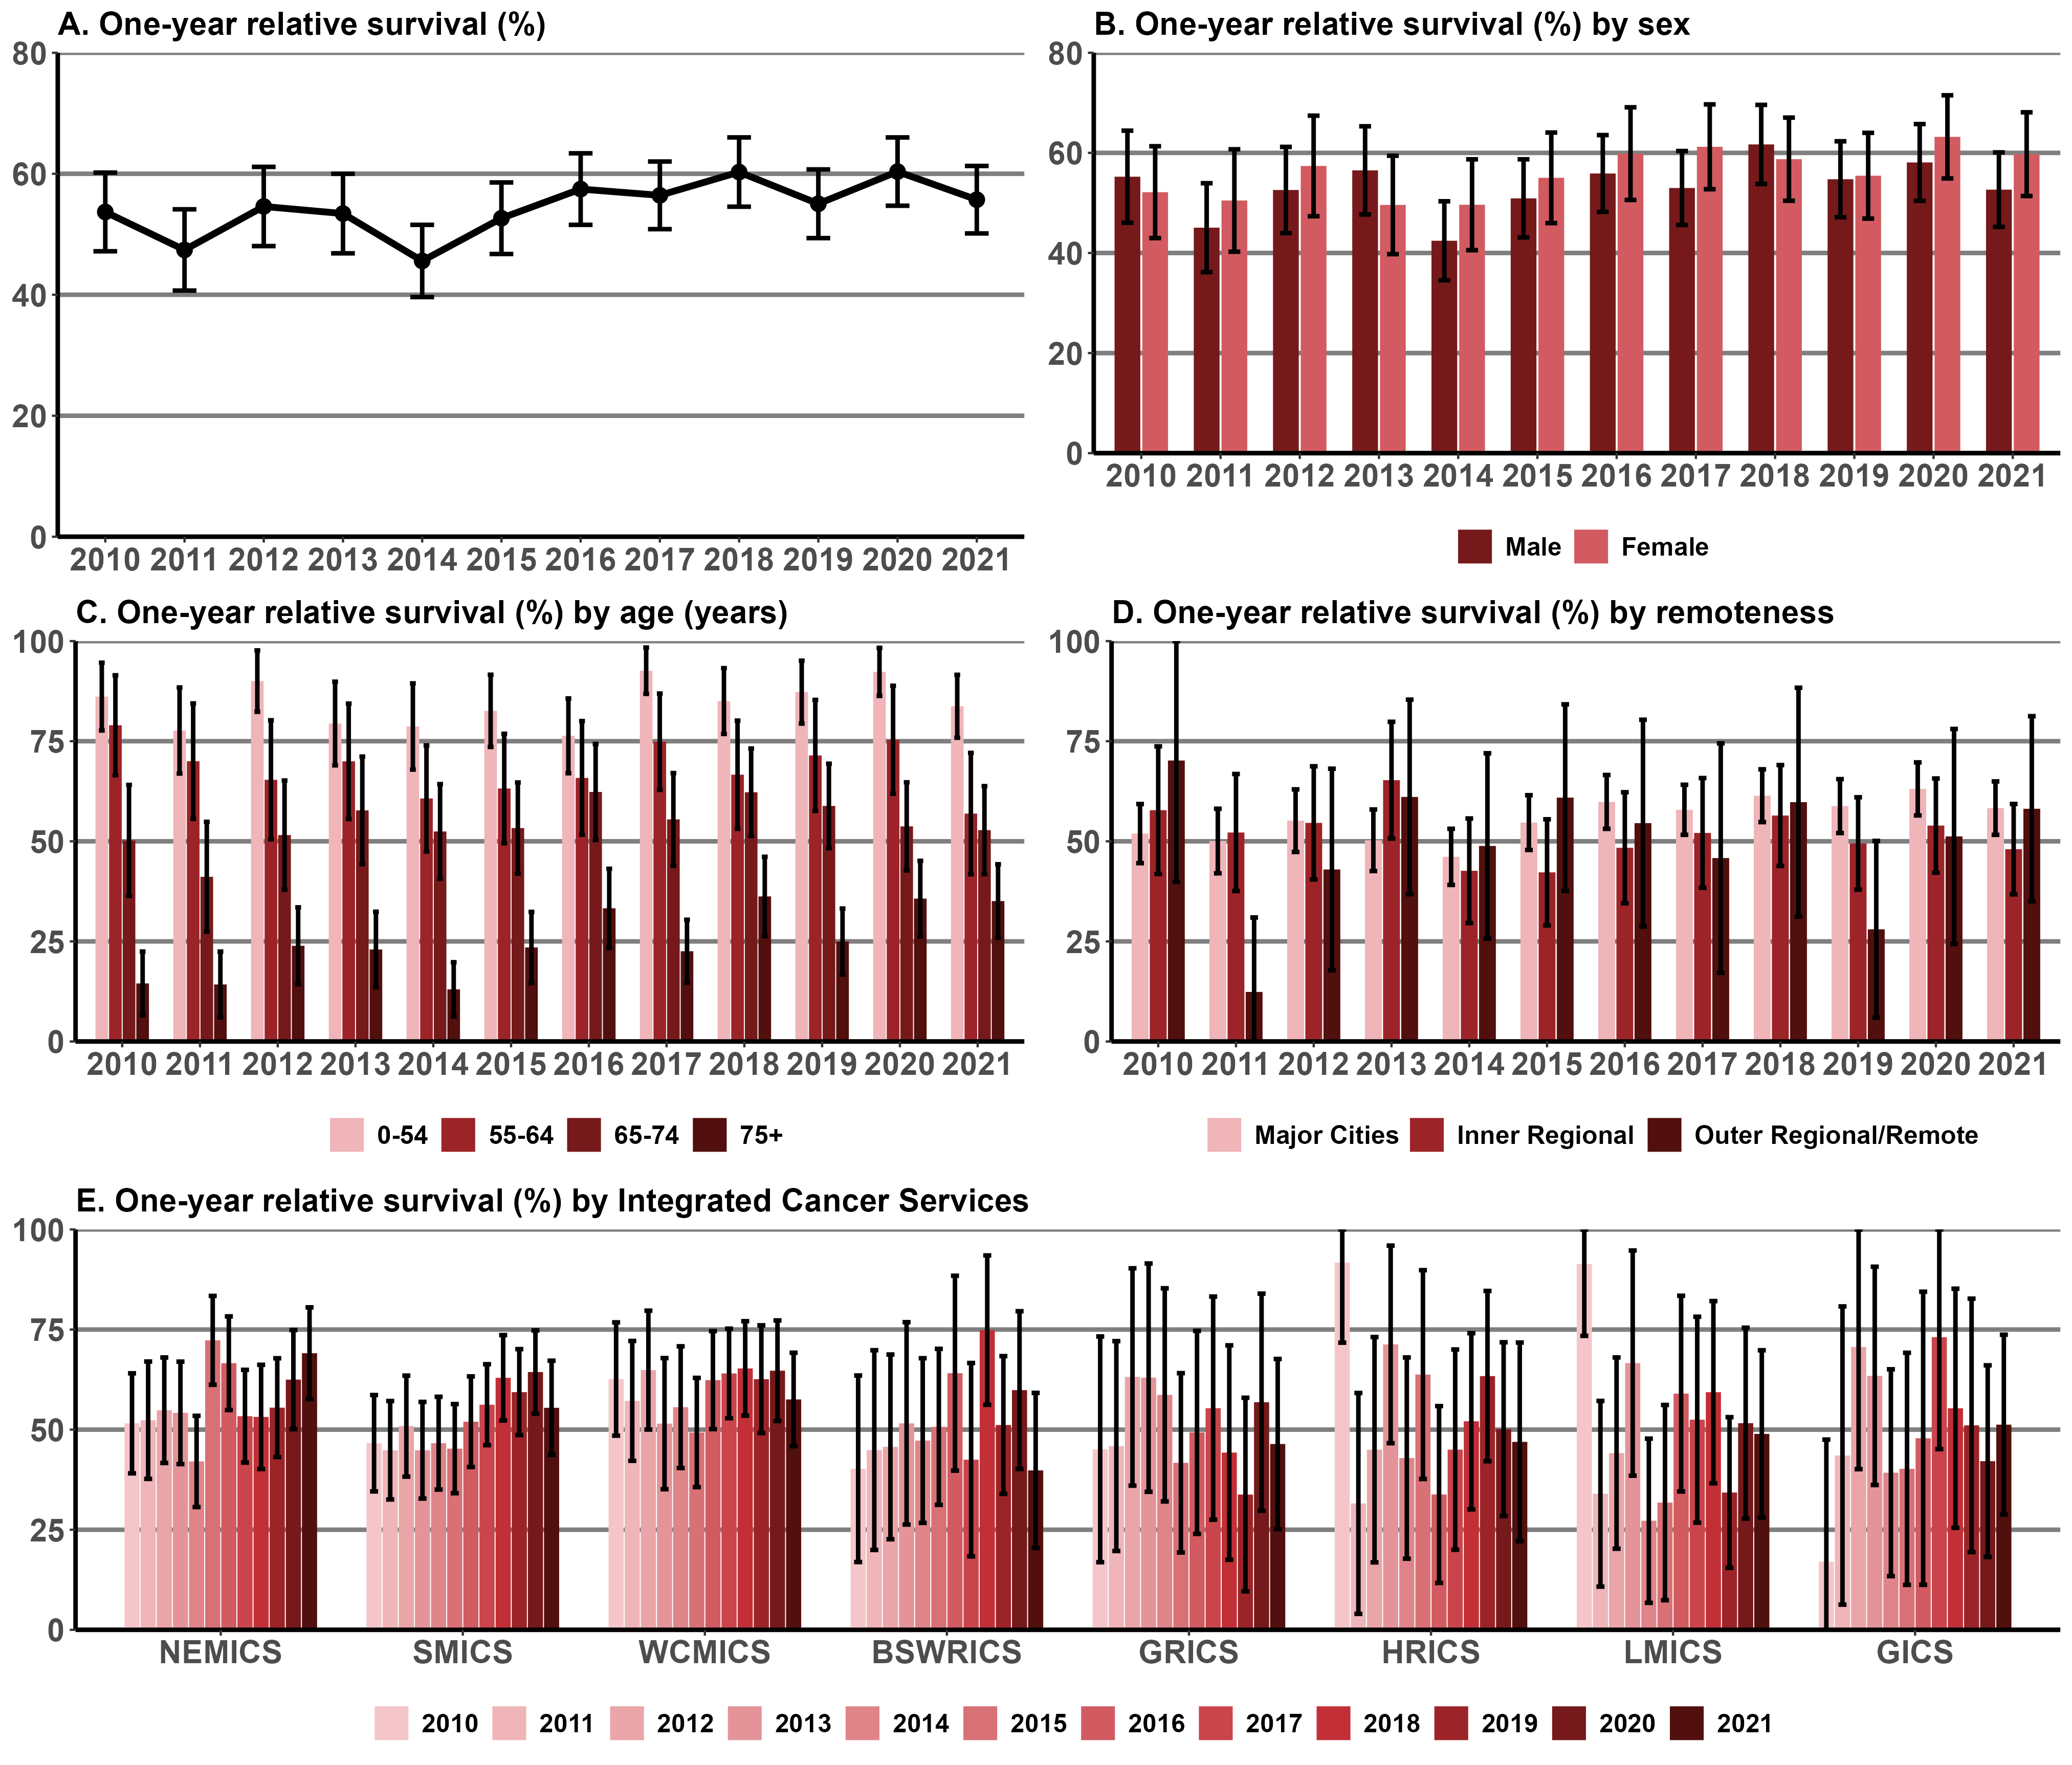 A. One-year relative survival (%)
80
60
40
20
0
2010 2011 2012 2013 2014 2015 2016 2017 2018 2019 2020 2021
B. One-year relative survival (%) by sex
80
60
40
20
0
2010 2011 2012 2013 2014 2015 2016 2017 2018 2019 2020 2021
Male Female
C. One-year relative survival (%) by age (years)
100
75
50
25
0
2010 2011 2012 2013 2014 2015 2016 2017 2018 2019 2020 2021
0-54 55-64 65-74 75+
D. One-year relative survival (%) by remoteness
100
75
50
25
0
2010 2011 2012 2013 2014 2015 2016 2017 2018 2019 2020 2021
Major Cities Inner Regional Outer Regional/Remote
E. One-year relative survival (%) by Integrated Cancer Services
100
75
50
25
0
NEMICS SMICS WCMICS BSWRICS GRICS HRICS LMICS GICS
2010 2011 2012 2013 2014 2015 2016 2017 2018 2019 2020 2021